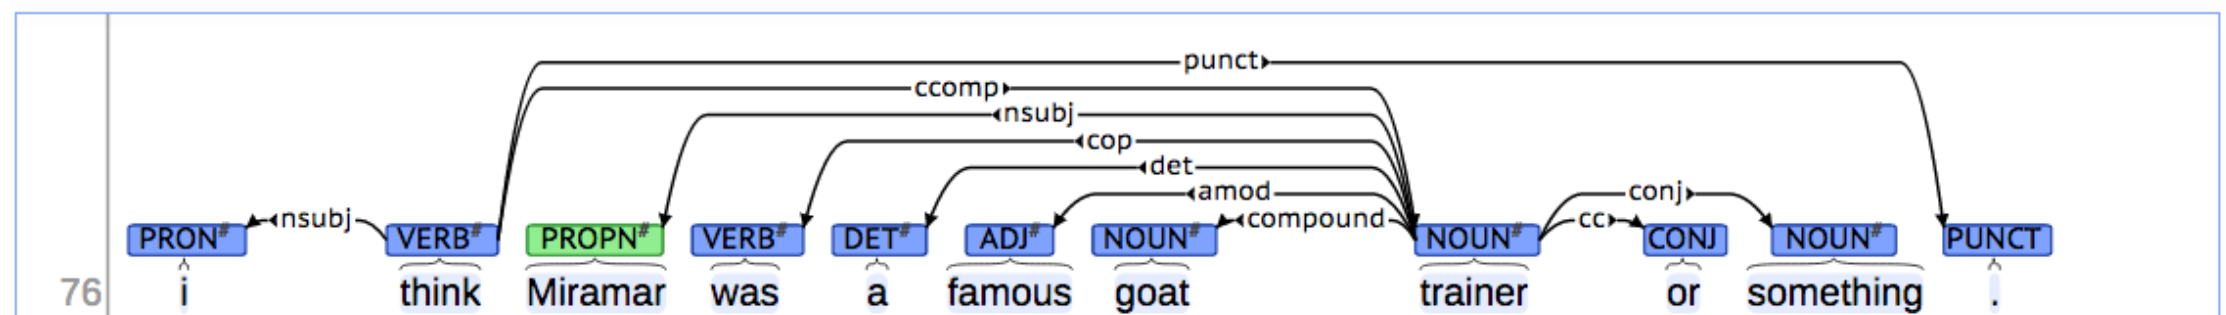 punct
ccomp
nsubj
cop
det
amod conj
nsubj compound cc
PRON# VERB# PROPN# VERB# DET# ADJ# NOUN# NOUN# CONJ NOUN# PUNCT
76 i think Miramar was a famous goat trainer or something .